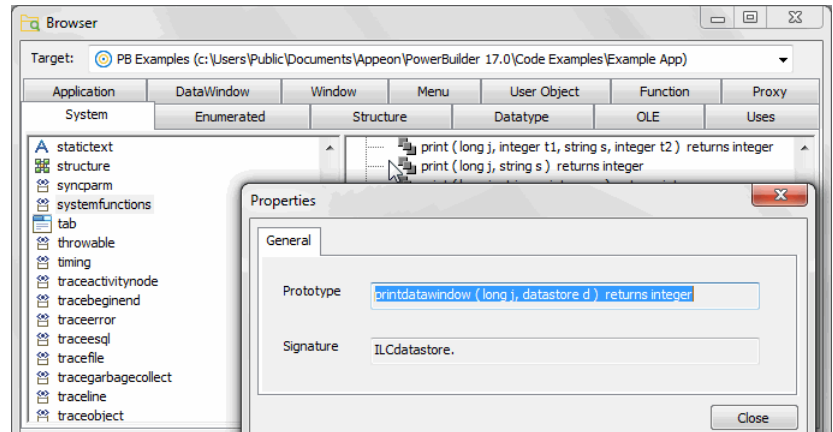 Browser
Target: PB Examples (c:\Users\Public\Documents\Appeon\PowerBuilder 17.0\Code Examples\Example App)
Application DataWindow Window Menu User Object Function Proxy
System Enumerated Structure Datatype OLE Uses
statictext
structure
syncparm
systemfunctions
tab
throwable
timing
traceactivitynode
tracebeginend
traceerror
traceesql
tracefile
tracegarbagecollect
traceline
traceobject
print ( long j, integer t1, string s, integer t2 ) returns integer
print ( long j, string s ) returns integer
Properties
General
Prototype printdatawindow ( long j, datastore d ) returns integer
Signature ILCdatastore.
Close